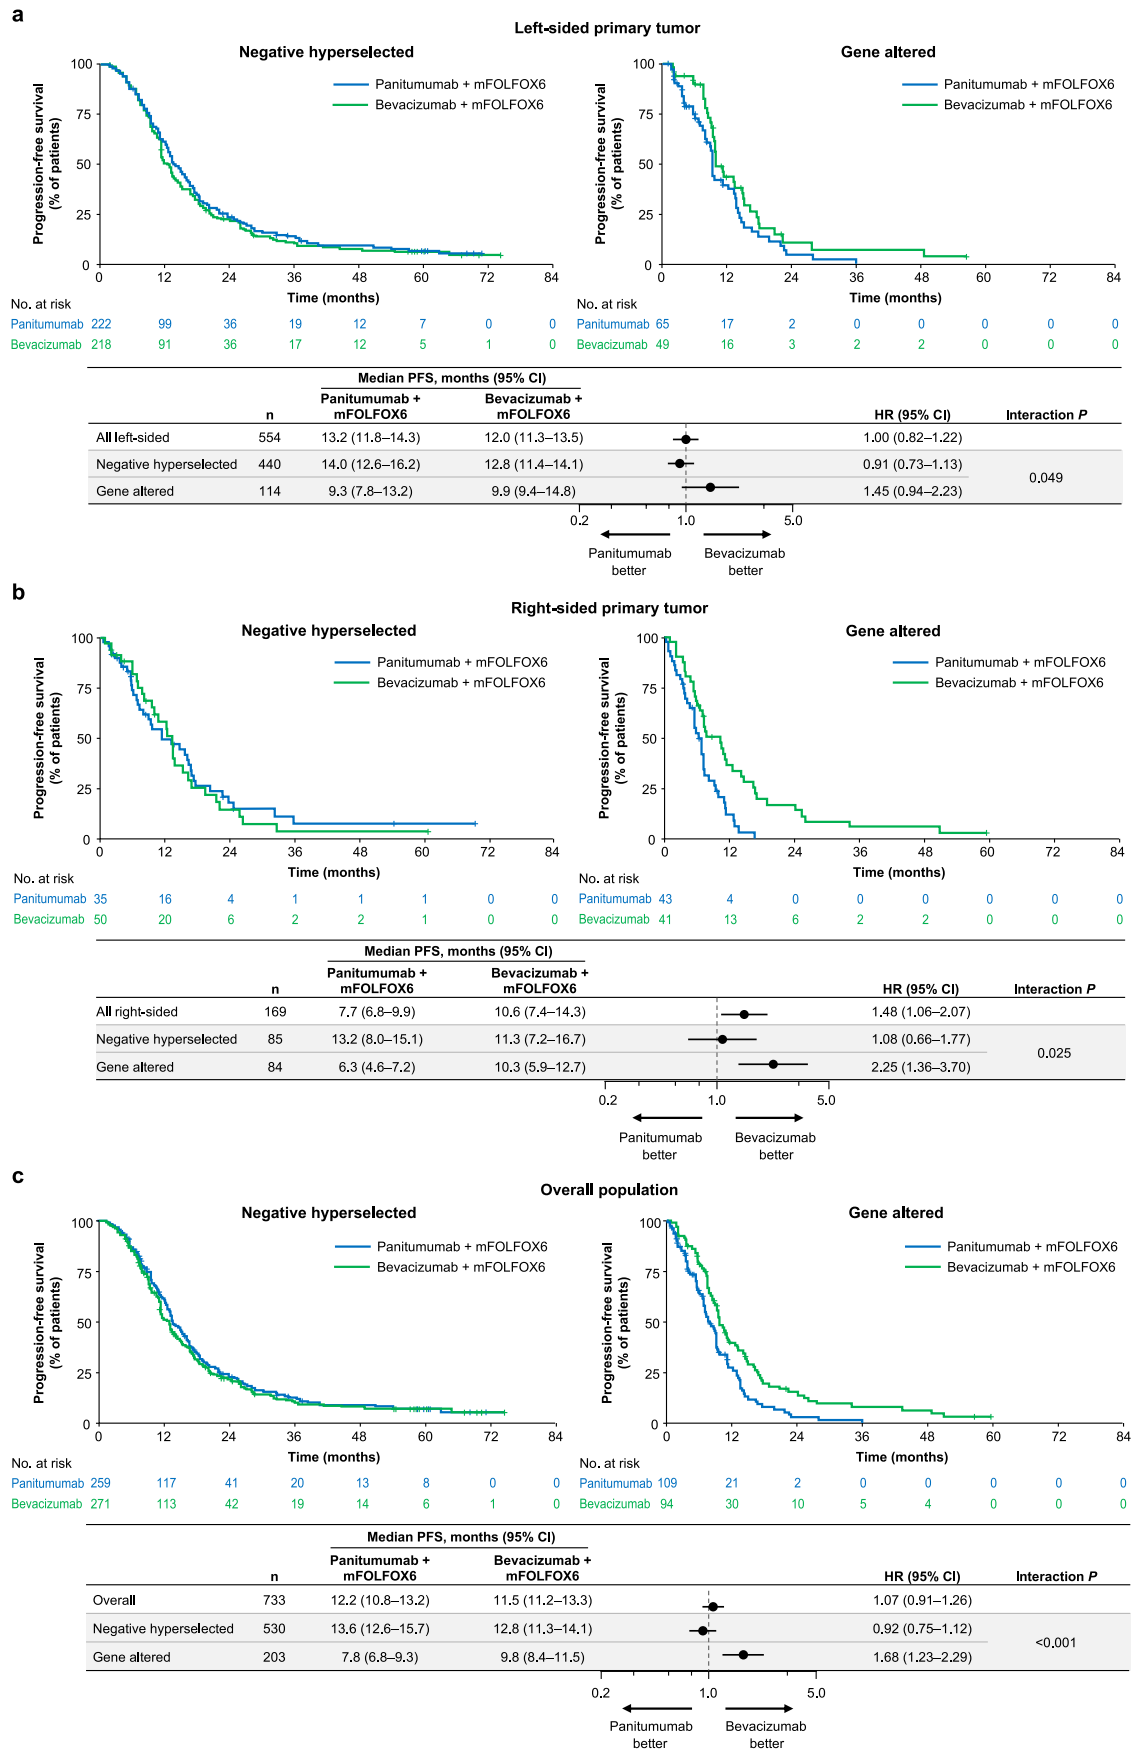 a
Left-sided primary tumor
Negative hyperselected
Gene altered
Progression-free survival
(% of patients)
100
75
50
25
0
Panitumumab + mFOLFOX6
Bevacizumab + mFOLFOX6
0 12 24 36 48 60 72 84
Time (months)
Progression-free survival
(% of patients)
100
75
50
25
0
Panitumumab + mFOLFOX6
Bevacizumab + mFOLFOX6
0 12 24 36 48 60 72 84
Time (months)
No. at risk
Panitumumab 222 99 36 19 12 7 0 0
Bevacizumab 218 91 36 17 12 5 1 0
No. at risk
Panitumumab 65 17 2 0 0 0 0 0
Bevacizumab 49 16 3 2 2 0 0 0
Median PFS, months (95% CI)
n Panitumumab + mFOLFOX6 Bevacizumab + mFOLFOX6 HR (95% CI) Interaction P
All left-sided 554 13.2 (11.8–14.3) 12.0 (11.3–13.5) 1.00 (0.82–1.22)
Negative hyperselected 440 14.0 (12.6–16.2) 12.8 (11.4–14.1) 0.91 (0.73–1.13)
0.049
Gene altered 114 9.3 (7.8–13.2) 9.9 (9.4–14.8) 1.45 (0.94–2.23)
0.2 1.0 5.0
Panitumumab better
Bevacizumab better
b
Right-sided primary tumor
Negative hyperselected
Gene altered
Progression-free survival
(% of patients)
100
75
50
25
0
Panitumumab + mFOLFOX6
Bevacizumab + mFOLFOX6
0 12 24 36 48 60 72 84
Time (months)
Progression-free survival
(% of patients)
100
75
50
25
0
Panitumumab + mFOLFOX6
Bevacizumab + mFOLFOX6
0 12 24 36 48 60 72 84
Time (months)
No. at risk
Panitumumab 35 16 4 1 1 1 0 0
Bevacizumab 50 20 6 2 2 1 0 0
No. at risk
Panitumumab 43 4 0 0 0 0 0 0
Bevacizumab 41 13 6 2 2 0 0 0
Median PFS, months (95% CI)
n Panitumumab + mFOLFOX6 Bevacizumab + mFOLFOX6 HR (95% CI) Interaction P
All right-sided 169 7.7 (6.8–9.9) 10.6 (7.4–14.3) 1.48 (1.06–2.07)
Negative hyperselected 85 13.2 (8.0–15.1) 11.3 (7.2–16.7) 1.08 (0.66–1.77)
0.025
Gene altered 84 6.3 (4.6–7.2) 10.3 (5.9–12.7) 2.25 (1.36–3.70)
0.2 1.0 5.0
Panitumumab better
Bevacizumab better
c
Overall population
Negative hyperselected
Gene altered
Progression-free survival
(% of patients)
100
75
50
25
0
Panitumumab + mFOLFOX6
Bevacizumab + mFOLFOX6
0 12 24 36 48 60 72 84
Time (months)
Progression-free survival
(% of patients)
100
75
50
25
0
Panitumumab + mFOLFOX6
Bevacizumab + mFOLFOX6
0 12 24 36 48 60 72 84
Time (months)
No. at risk
Panitumumab 259 117 41 20 13 8 0 0
Bevacizumab 271 113 42 19 14 6 1 0
No. at risk
Panitumumab 109 21 2 0 0 0 0 0
Bevacizumab 94 30 10 5 4 0 0 0
Median PFS, months (95% CI)
n Panitumumab + mFOLFOX6 Bevacizumab + mFOLFOX6 HR (95% CI) Interaction P
Overall 733 12.2 (10.8–13.2) 11.5 (11.2–13.3) 1.07 (0.91–1.26)
Negative hyperselected 530 13.6 (12.6–15.7) 12.8 (11.3–14.1) 0.92 (0.75–1.12)
<0.001
Gene altered 203 7.8 (6.8–9.3) 9.8 (8.4–11.5) 1.68 (1.23–2.29)
0.2 1.0 5.0
Panitumumab better
Bevacizumab better